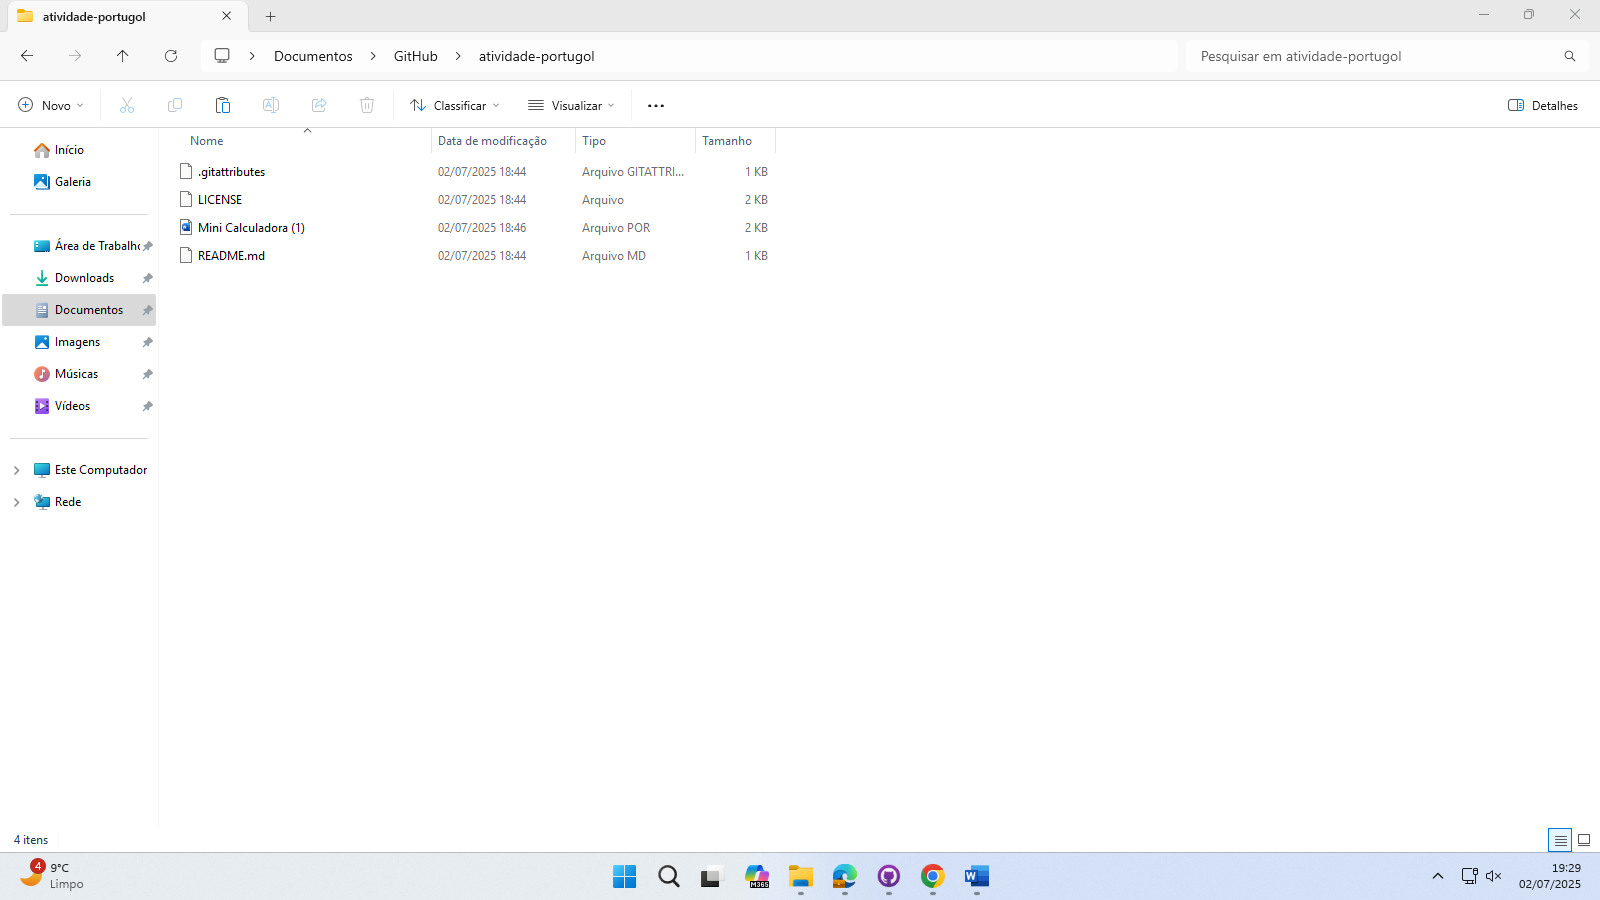 atividade-portugol
Documentos
GitHub
atividade-portugol
Pesquisar em atividade-portugol
Novo
Classificar
Visualizar
Detalhes
Nome
Data de modificação
Tipo
Tamanho
.gitattributes
02/07/2025 18:44
Arquivo GITATTRI...
1 KB
LICENSE
02/07/2025 18:44
Arquivo
2 KB
Mini Calculadora (1)
02/07/2025 18:46
Arquivo POR
2 KB
README.md
02/07/2025 18:44
Arquivo MD
1 KB
Início
Galeria
Área de Trabalho
Downloads
Documentos
Imagens
Músicas
Vídeos
Este Computador
Rede
4 itens
4
9°C
Limpo
M365
W
19:29
02/07/2025